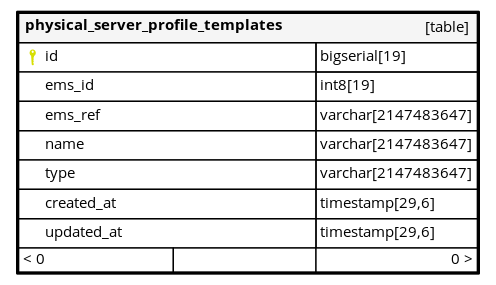 physical_server_profile_templates [table]
id bigserial[19]
ems_id int8[19]
ems_ref varchar[2147483647]
name varchar[2147483647]
type varchar[2147483647]
created_at timestamp[29,6]
updated_at timestamp[29,6]
< 0 0 >